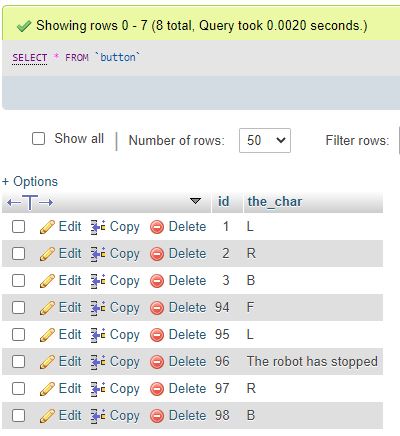 Showing rows 0 - 7 (8 total, Query took 0.0020 seconds.)
SELECT * FROM `button`
Show all | Number of rows: 50 Filter rows:
+ Options
←T→ id the_char
Edit Copy Delete 1 L
Edit Copy Delete 2 R
Edit Copy Delete 3 B
Edit Copy Delete 94 F
Edit Copy Delete 95 L
Edit Copy Delete 96 The robot has stopped
Edit Copy Delete 97 R
Edit Copy Delete 98 B